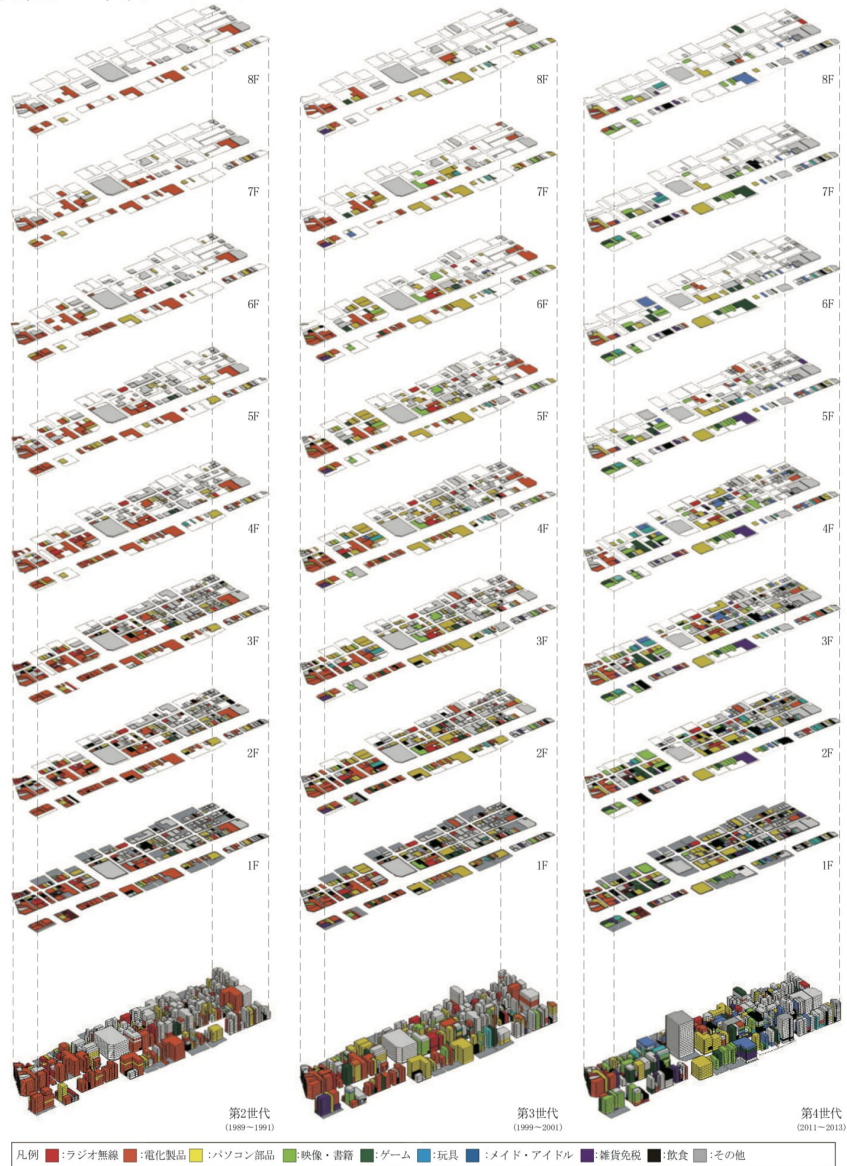 8F
8F
8F
7F
7F
7F
6F
6F
6F
5F
5F
5F
4F
4F
4F
3F
3F
3F
2F
2F
2F
1F
1F
1F
第2世代
(1989～1991)
第3世代
(1999～2001)
第4世代
(2011～2013)
凡例 :ラジオ無線 :電化製品 :パソコン部品 :映像・書籍 :ゲーム :玩具 :メイド・アイドル :雑貨免税 :飲食 :その他